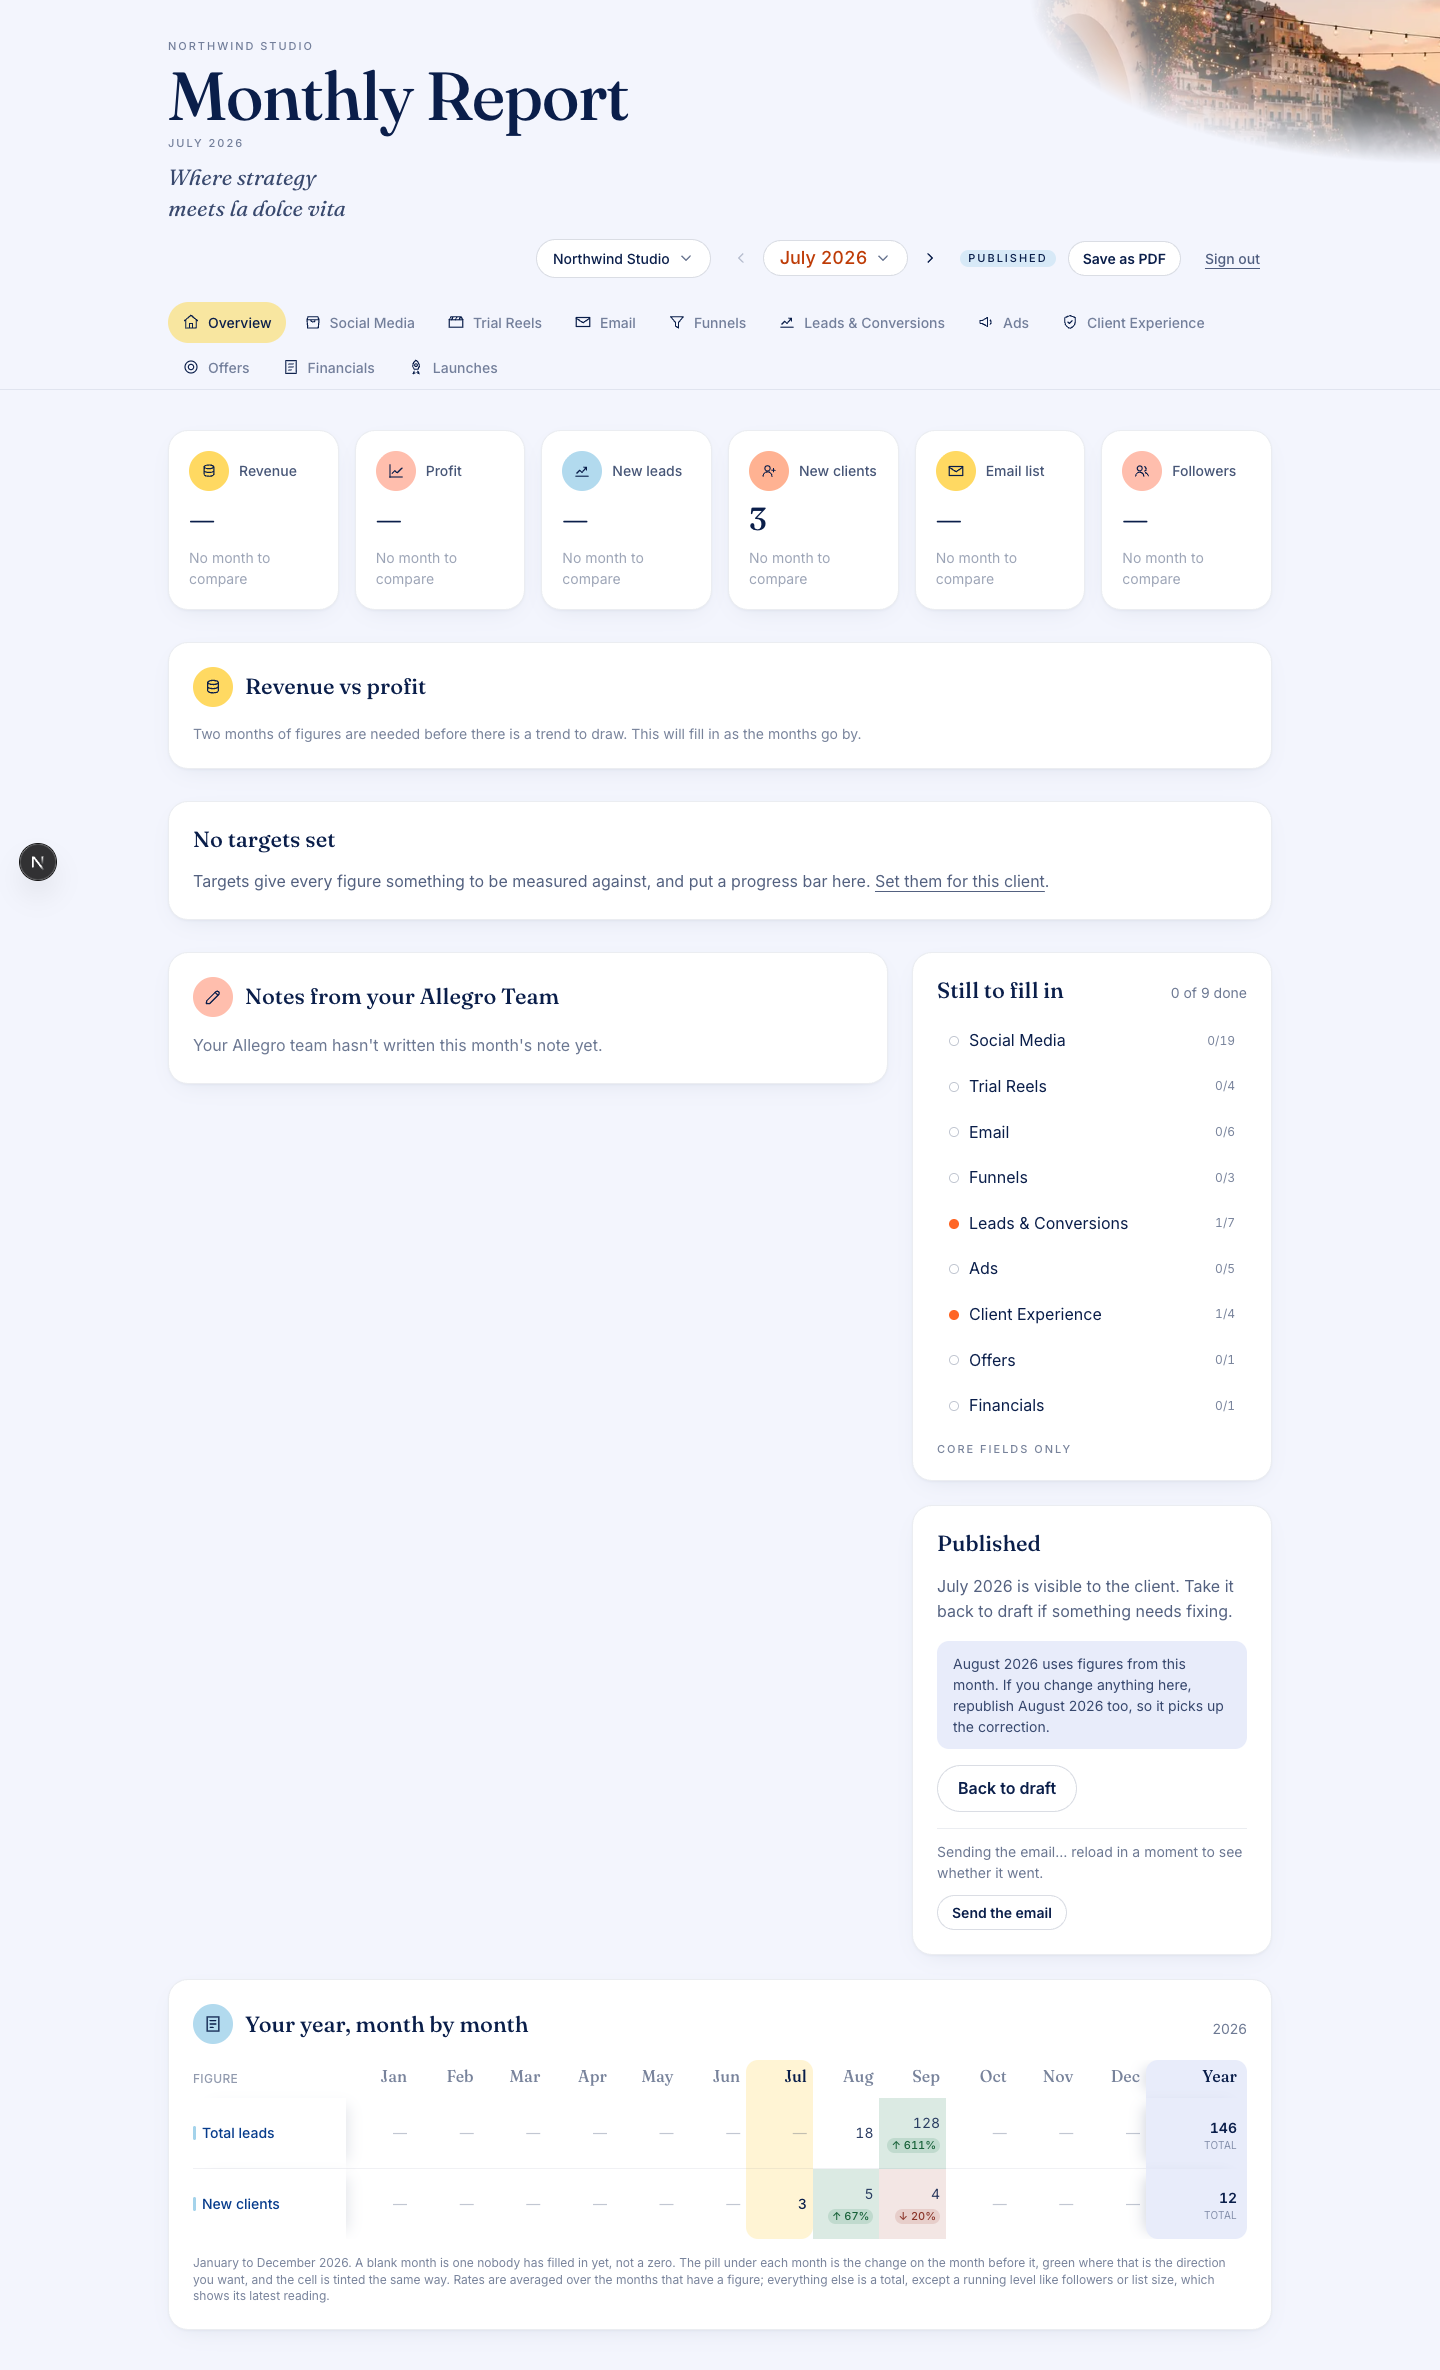 NORTHWIND STUDIO
Monthly Report
JULY 2026
Where strategy
meets la dolce vita
Northwind Studio
July 2026
PUBLISHED
Save as PDF
Sign out
Overview
Social Media
Trial Reels
Email
Funnels
Leads & Conversions
Ads
Client Experience
Offers
Financials
Launches
Revenue
—
No month to
compare
Profit
—
No month to
compare
New leads
—
No month to
compare
New clients
3
No month to
compare
Email list
—
No month to
compare
Followers
—
No month to
compare
Revenue vs profit
Two months of figures are needed before there is a trend to draw. This will fill in as the months go by.
No targets set
Targets give every figure something to be measured against, and put a progress bar here. Set them for this client.
Notes from your Allegro Team
Your Allegro team hasn't written this month's note yet.
Still to fill in 0 of 9 done
Social Media 0/19
Trial Reels 0/4
Email 0/6
Funnels 0/3
Leads & Conversions 1/7
Ads 0/5
Client Experience 1/4
Offers 0/1
Financials 0/1
CORE FIELDS ONLY
Published
July 2026 is visible to the client. Take it
back to draft if something needs fixing.
August 2026 uses figures from this
month. If you change anything here,
republish August 2026 too, so it picks up
the correction.
Back to draft
Sending the email... reload in a moment to see
whether it went.
Send the email
N
Your year, month by month 2026
FIGURE Jan Feb Mar Apr May Jun Jul Aug Sep Oct Nov Dec Year
Total leads — — — — — — — 18 128 — — — 146
↑ 611% TOTAL
New clients — — — — — — 3 5 4 — — — 12
↑ 67% ↓ 20% TOTAL
January to December 2026. A blank month is one nobody has filled in yet, not a zero. The pill under each month is the change on the month before it, green where that is the direction
you want, and the cell is tinted the same way. Rates are averaged over the months that have a figure; everything else is a total, except a running level like followers or list size, which
shows its latest reading.